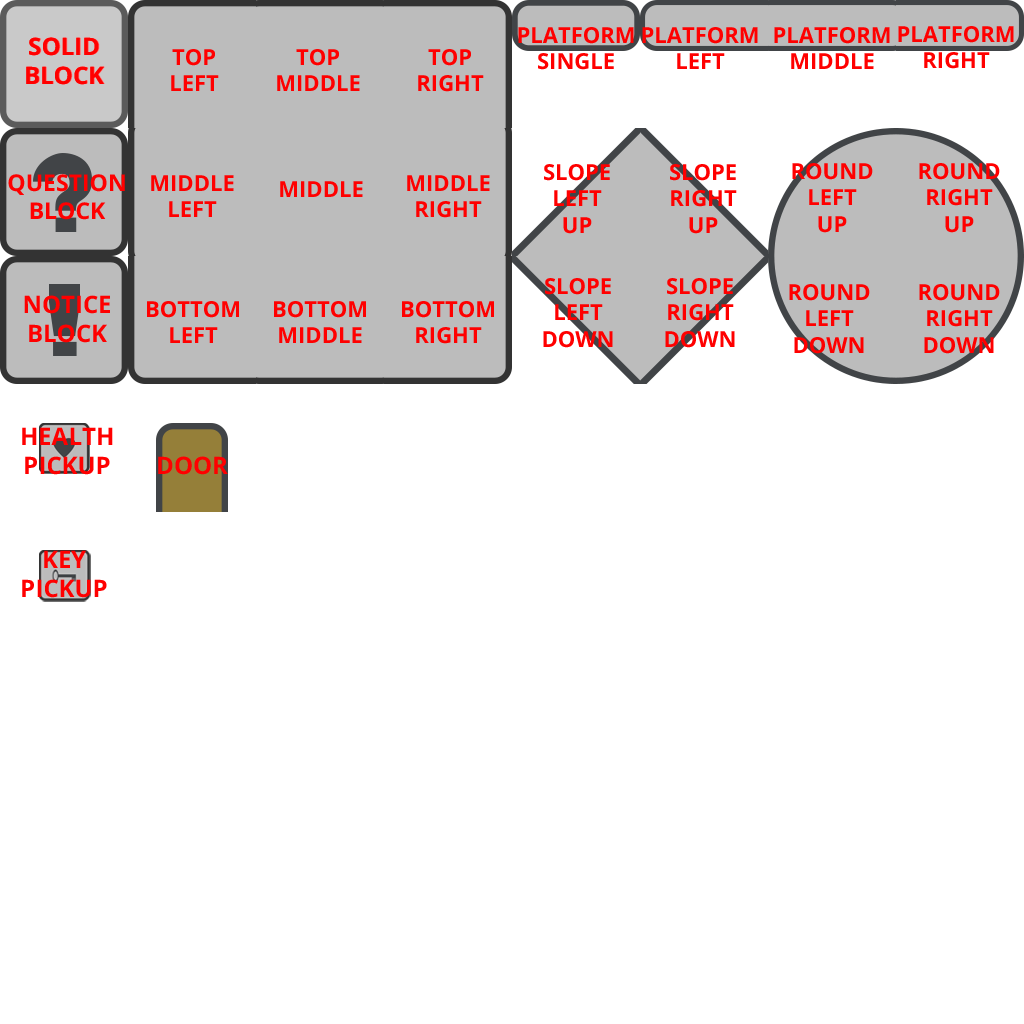 SOLID
BLOCK
TOP
LEFT
TOP
MIDDLE
TOP
RIGHT
PLATFORM
SINGLE
PLATFORM
LEFT
PLATFORM
MIDDLE
PLATFORM
RIGHT
?
QUESTION
BLOCK
MIDDLE
LEFT
MIDDLE
MIDDLE
RIGHT
SLOPE
LEFT
UP
SLOPE
RIGHT
UP
ROUND
LEFT
UP
ROUND
RIGHT
UP
!
NOTICE
BLOCK
BOTTOM
LEFT
BOTTOM
MIDDLE
BOTTOM
RIGHT
SLOPE
LEFT
DOWN
SLOPE
RIGHT
DOWN
ROUND
LEFT
DOWN
ROUND
RIGHT
DOWN
HEALTH
PICKUP
DOOR
KEY
PICKUP